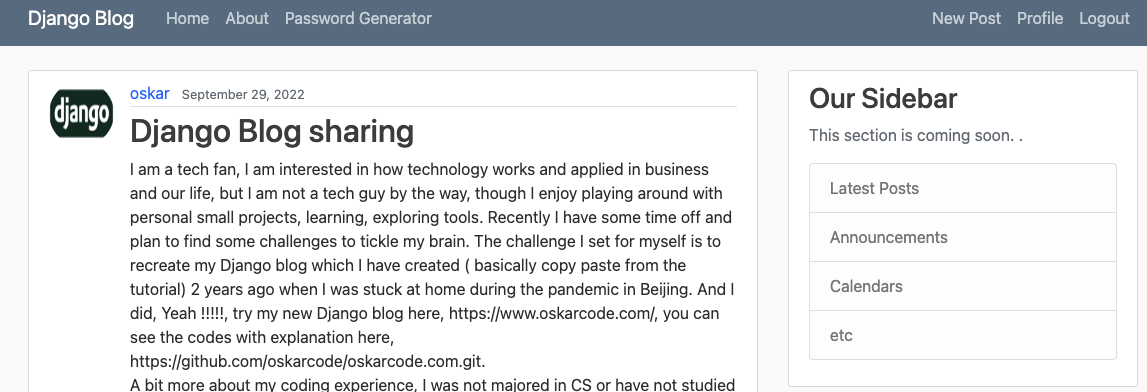 Django Blog Home About Password Generator New Post Profile Logout
django
oskar September 29, 2022
Django Blog sharing
I am a tech fan, I am interested in how technology works and applied in business
and our life, but I am not a tech guy by the way, though I enjoy playing around with
personal small projects, learning, exploring tools. Recently I have some time off and
plan to find some challenges to tickle my brain. The challenge I set for myself is to
recreate my Django blog which I have created ( basically copy paste from the
tutorial) 2 years ago when I was stuck at home during the pandemic in Beijing. And I
did, Yeah !!!!!, try my new Django blog here, https://www.oskarcode.com/, you can
see the codes with explanation here,
https://github.com/oskarcode/oskarcode.com.git.
A bit more about my coding experience, I was not majored in CS or have not studied
Our Sidebar
This section is coming soon. .
Latest Posts
Announcements
Calendars
etc